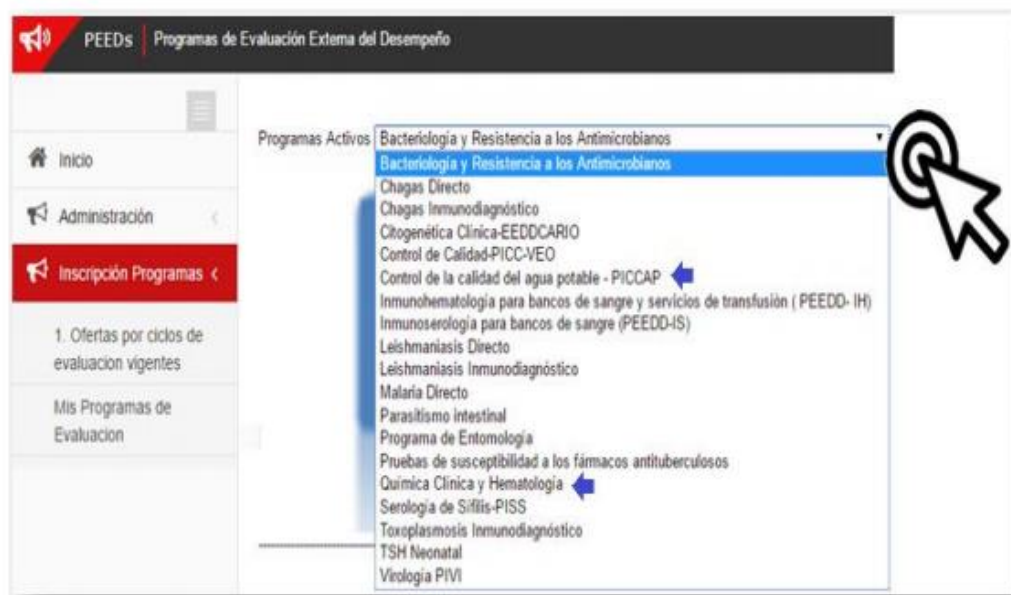 PEEDs Programas de Evaluación Externa del Desempeño
Inicio
Administración
Inscripción Programas
1. Ofertas por ciclos de
evaluacion vigentes
Mis Programas de
Evaluacion
Programas Activos Bacteriología y Resistencia a los Antimicrobianos
Bacteriología y Resistencia a los Antimicrobianos
Chagas Directo
Chagas Inmunodiagnóstico
Citogenética Clínica-EEDDCARIO
Control de Calidad-PICC-VEO
Control de la calidad del agua potable - PICCAP
Inmunohematología para bancos de sangre y servicios de transfusión ( PEEDD- IH)
Inmunoserología para bancos de sangre (PEEDD-IS)
Leishmaniasis Directo
Leishmaniasis Inmunodiagnóstico
Malaria Directo
Parasitismo intestinal
Programa de Entomología
Pruebas de susceptibilidad a los fármacos antituberculosos
Química Clínica y Hematología
Serología de Sífilis-PISS
Toxoplasmosis Inmunodiagnóstico
TSH Neonatal
Virología PIVI